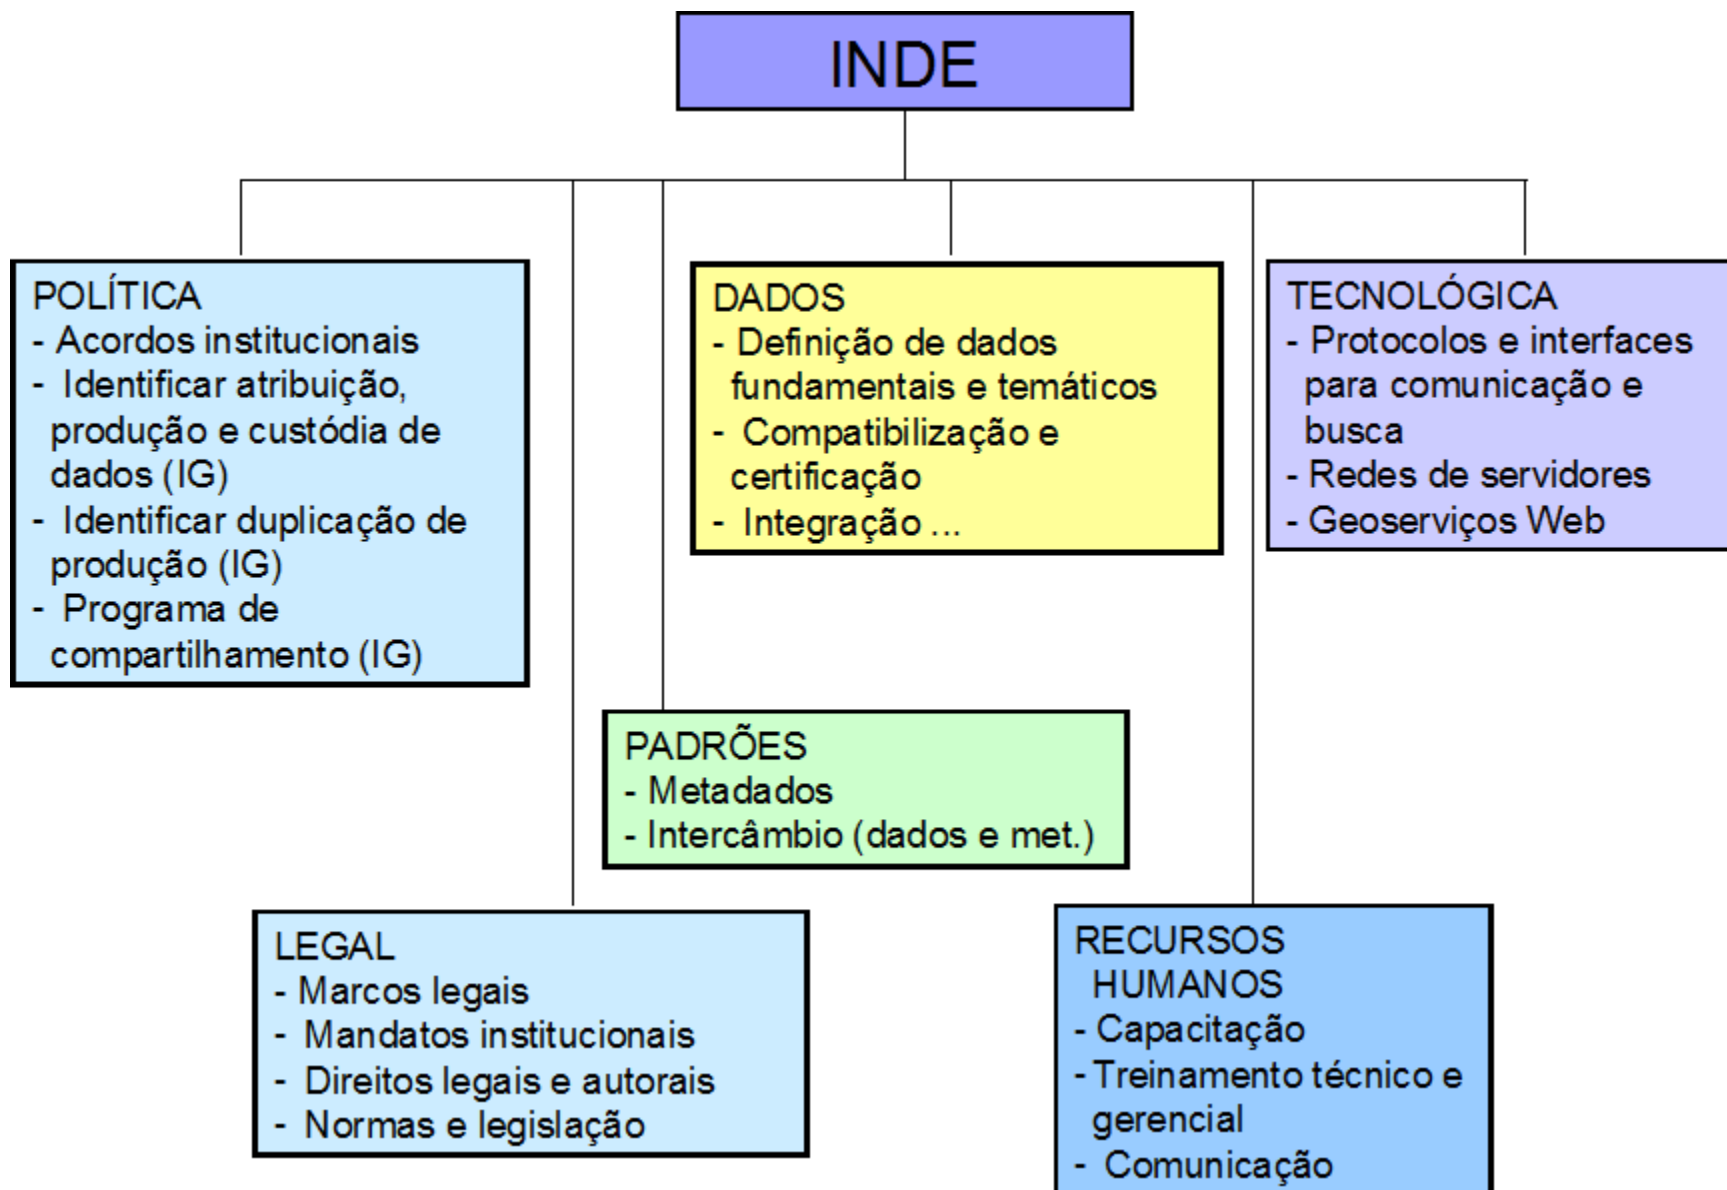 INDE
POLÍTICA
- Acordos institucionais
- Identificar atribuição,
produção e custódia de
dados (IG)
- Identificar duplicação de
produção (IG)
- Programa de
compartilhamento (IG)
DADOS
- Definição de dados
fundamentais e temáticos
- Compatibilização e
certificação
- Integração ...
TECNOLÓGICA
- Protocolos e interfaces
para comunicação e
busca
- Redes de servidores
- Geoserviços Web
PADRÕES
- Metadados
- Intercâmbio (dados e met.)
LEGAL
- Marcos legais
- Mandatos institucionais
- Direitos legais e autorais
- Normas e legislação
RECURSOS
HUMANOS
- Capacitação
- Treinamento técnico e
gerencial
- Comunicação